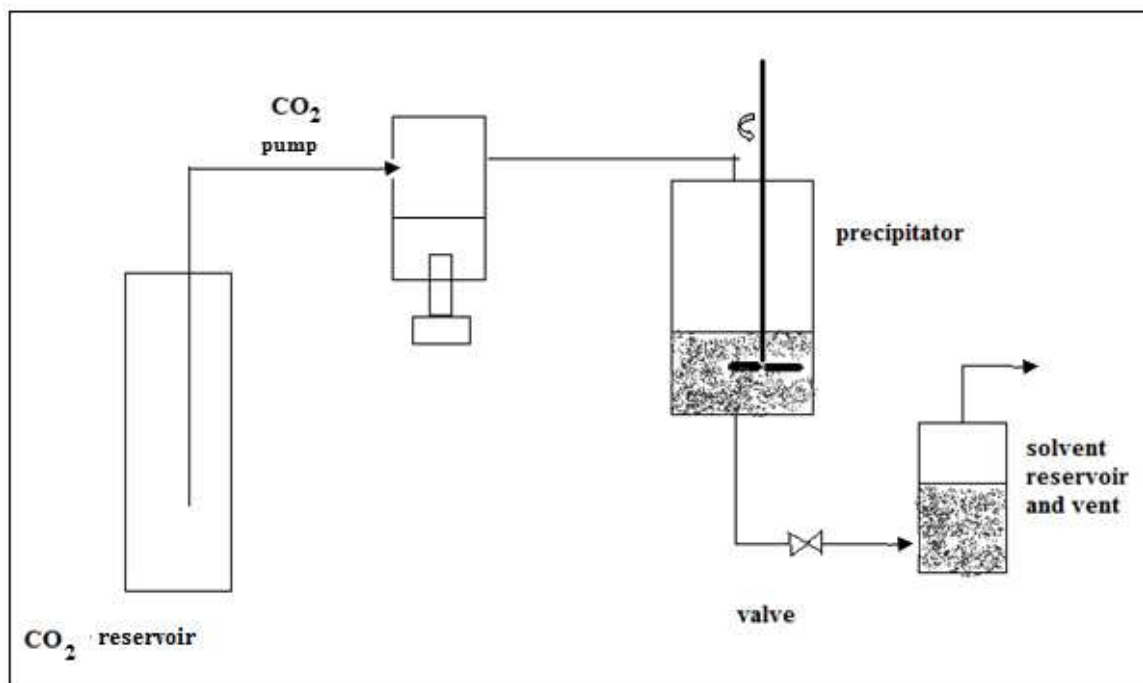 CO2
pump
precipitator
solvent
reservoir
and vent
valve
CO2 reservoir